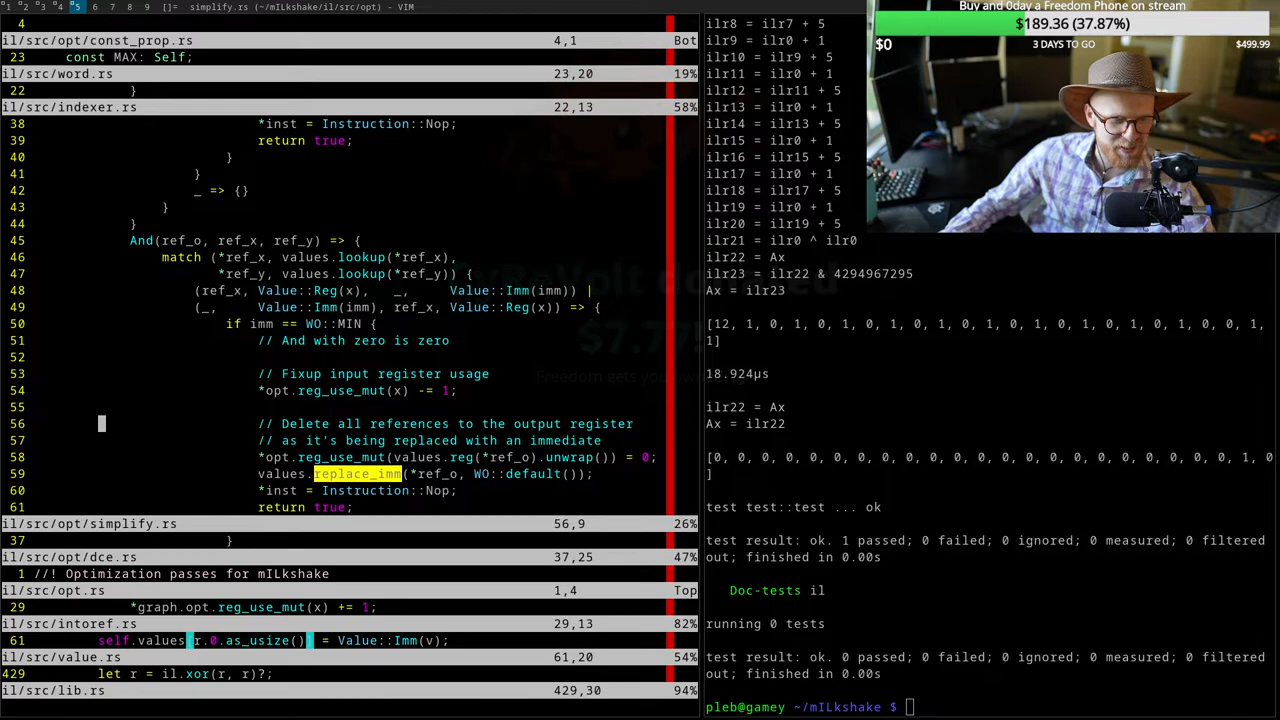 1 2 3 4 5 6 7 8 9 []= simplify.rs (~/mILkshake/il/src/opt) - VIM
4
il/src/opt/const_prop.rs 4,1 Bot
23 const MAX: Self;
il/src/word.rs 23,20 19%
22 }
il/src/indexer.rs 22,13 58%
38 *inst = Instruction::Nop;
39 return true;
40 }
41 }
42 _ => {}
43 }
44 }
45 And(ref_o, ref_x, ref_y) => {
46 match (*ref_x, values.lookup(*ref_x),
47 *ref_y, values.lookup(*ref_y)) {
48 (ref_x, Value::Reg(x), _, Value::Imm(imm)) |
49 (_, Value::Imm(imm), ref_x, Value::Reg(x)) => {
50 if imm == WO::MIN {
51 // And with zero is zero
52
53 // Fixup input register usage
54 *opt.reg_use_mut(x) -= 1;
55
56 // Delete all references to the output register
57 // as it's being replaced with an immediate
58 *opt.reg_use_mut(values.reg(*ref_o).unwrap()) = 0;
59 values.replace_imm(*ref_o, WO::default());
60 *inst = Instruction::Nop;
61 return true;
il/src/opt/simplify.rs 56,9 26%
37 }
il/src/opt/dce.rs 37,25 47%
1 //! Optimization passes for mILkshake
il/src/opt.rs 1,4 Top
29 *graph.opt.reg_use_mut(x) += 1;
il/src/intoref.rs 29,13 82%
61 self.values[r.0.as_usize()] = Value::Imm(v);
il/src/value.rs 61,20 54%
429 let r = il.xor(r, r)?;
il/src/lib.rs 429,30 94%
ilr8 = ilr7 + 5
ilr9 = ilr0 + 1
ilr10 = ilr9 + 5
ilr11 = ilr0 + 1
ilr12 = ilr11 + 5
ilr13 = ilr0 + 1
ilr14 = ilr13 + 5
ilr15 = ilr0 + 1
ilr16 = ilr15 + 5
ilr17 = ilr0 + 1
ilr18 = ilr17 + 5
ilr19 = ilr0 + 1
ilr20 = ilr19 + 5
ilr21 = ilr0 ^ ilr0
ilr22 = Ax
ilr23 = ilr22 & 4294967295
Ax = ilr23
[12, 1, 0, 1, 0, 1, 0, 1, 0, 1, 0, 1, 0, 1, 0, 1, 0, 1, 0, 1, 0, 0, 1,
1]
18.924µs
ilr22 = Ax
Ax = ilr22
[0, 0, 0, 0, 0, 0, 0, 0, 0, 0, 0, 0, 0, 0, 0, 0, 0, 0, 0, 0, 0, 0, 1, 0
]
test test::test ... ok
test result: ok. 1 passed; 0 failed; 0 ignored; 0 measured; 0 filtered
out; finished in 0.00s
Doc-tests il
running 0 tests
test result: ok. 0 passed; 0 failed; 0 ignored; 0 measured; 0 filtered
out; finished in 0.00s
pleb@gamey ~/mILkshake $
Buy and 0day a Freedom Phone on stream
$189.36 (37.87%)
$0 3 DAYS TO GO $499.99